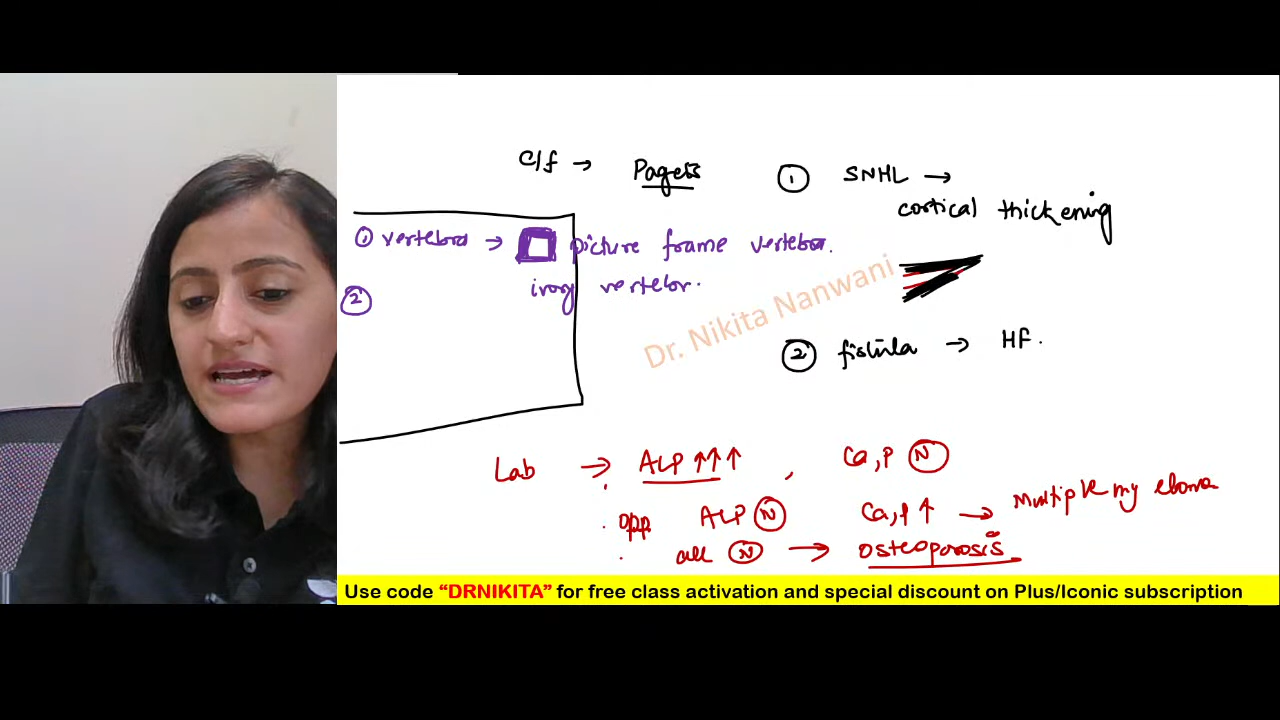 c/f → Pagets
① SNHL →
cortical thickening
① vertebra → picture frame vertebra.
ivory vertebr.
②
Dr. Nikita Nanwani
② fistula → HF.
Lab → ALP ↑↑↑ , Ca, P Ⓝ
opp. ALP Ⓝ Ca, P ↑ → Multiple myeloma
all Ⓝ → osteoporosis
Use code “DRNIKITA” for free class activation and special discount on Plus/Iconic subscription